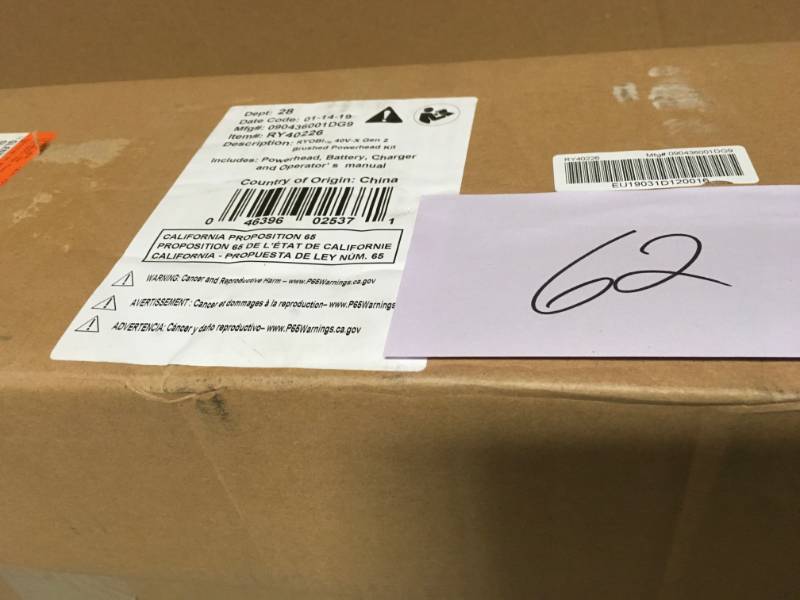 Dept: 28
Date Code: 01-14-19
Mfg#: 090436001DG9
Item#: RY40226
Description: RYOBI™ 40V-X Gen 2
Brushed Powerhead Kit
Includes: Powerhead, Battery, Charger
and Operator's manual
Country of Origin: China
0 46396 02537 1
CALIFORNIA PROPOSITION 65
PROPOSITION 65 DE L'ÉTAT DE CALIFORNIE
CALIFORNIA - PROPUESTA DE LEY NÚM. 65
WARNING: Cancer and Reproductive Harm – www.P65Warnings.ca.gov
AVERTISSEMENT : Cancer et dommages à la reproduction– www.P65Warnings
ADVERTENCIA: Cáncer y daño reproductivo– www.P65Warnings.ca.gov
RY40226 Mfg# 090436001DG9
EU19031D120016
62